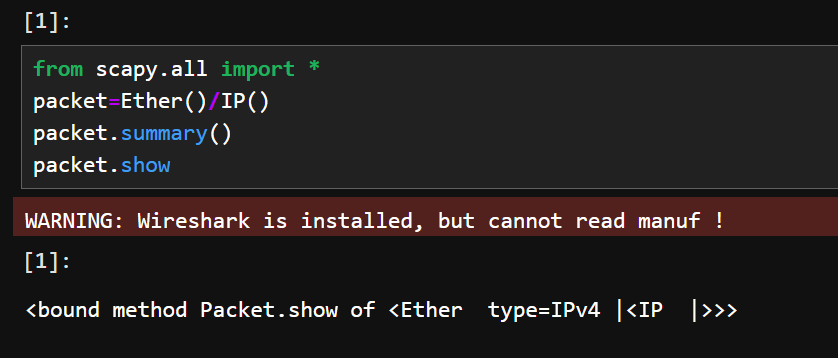 [1]:
from scapy.all import *
packet=Ether()/IP()
packet.summary()
packet.show
WARNING: Wireshark is installed, but cannot read manuf !
[1]:
<bound method Packet.show of <Ether  type=IPv4 |<IP  |>>>